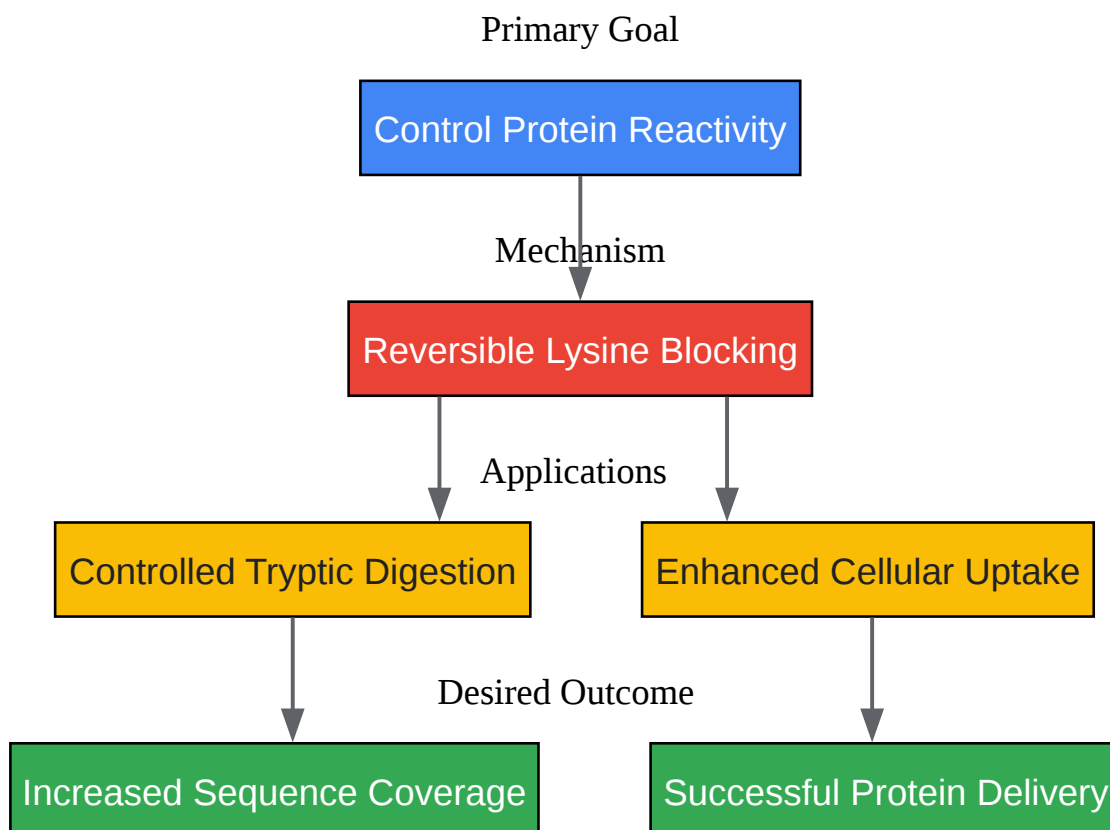 Primary Goal
Control Protein Reactivity
Mechanism
Reversible Lysine Blocking
Applications
Controlled Tryptic Digestion
Enhanced Cellular Uptake
Desired Outcome
Increased Sequence Coverage
Successful Protein Delivery